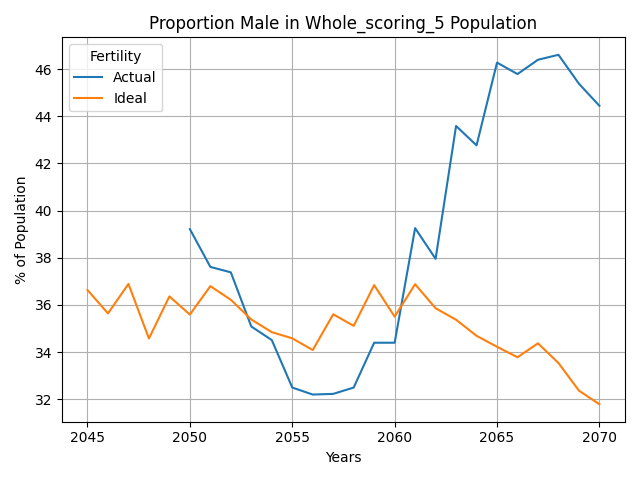 Proportion Male in Whole_scoring_5 Population
Fertility
Actual
Ideal
46
44
42
40
38
36
34
32
% of Population
2045
2050
2055
2060
2065
2070
Years